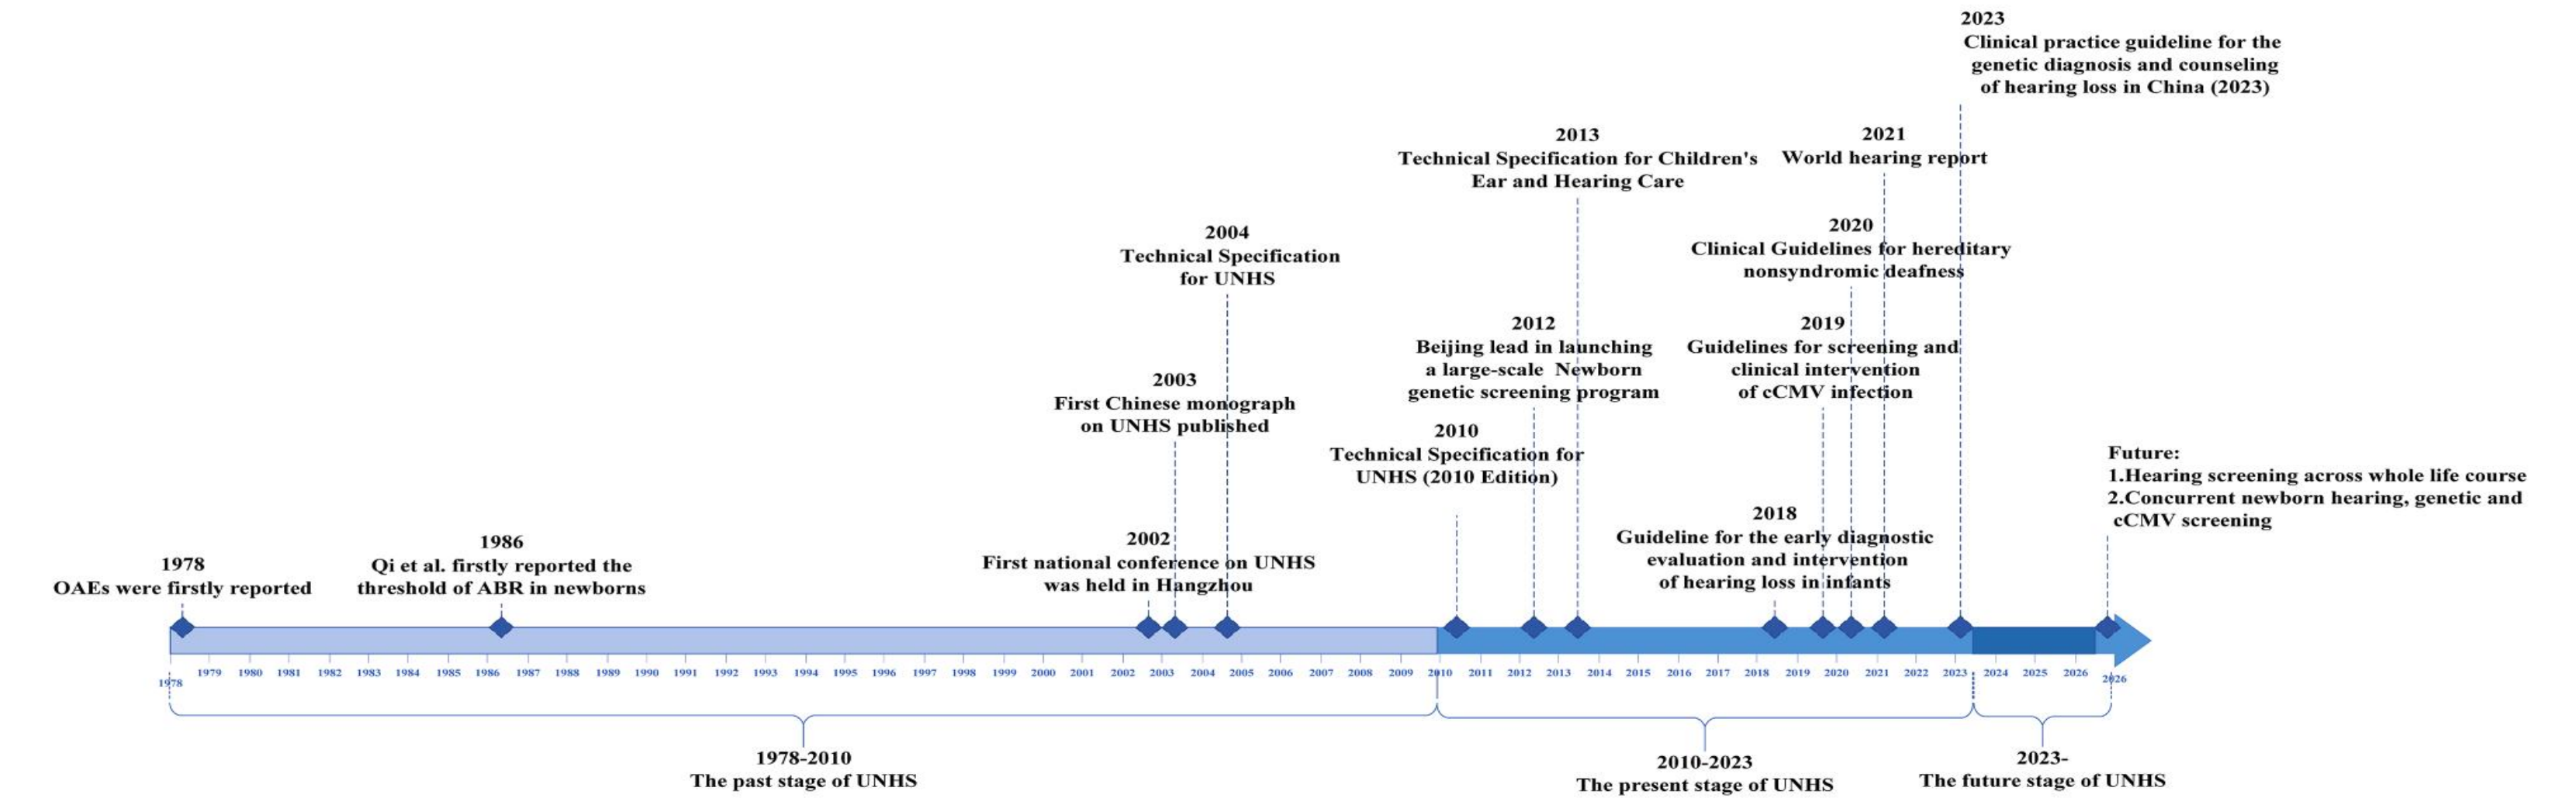 2023
Clinical practice guideline for the
genetic diagnosis and counseling
of hearing loss in China (2023)
2013
Technical Specification for Children's
Ear and Hearing Care
2021
World hearing report
2004
Technical Specification
for UNHS
2020
Clinical Guidelines for hereditary
nonsyndromic deafness
2012
Beijing lead in launching
a large-scale Newborn
genetic screening program
2019
Guidelines for screening and
clinical intervention
of cCMV infection
2003
First Chinese monograph
on UNHS published
2010
Technical Specification for
UNHS (2010 Edition)
Future:
1.Hearing screening across whole life course
2.Concurrent newborn hearing, genetic and
cCMV screening
1978
OAEs were firstly reported
1986
Qi et al. firstly reported the
threshold of ABR in newborns
2002
First national conference on UNHS
was held in Hangzhou
2018
Guideline for the early diagnostic
evaluation and intervention
of hearing loss in infants
1978 1979 1980 1981 1982 1983 1984 1985 1986 1987 1988 1989 1990 1991 1992 1993 1994 1995 1996 1997 1998 1999 2000 2001 2002 2003 2004 2005 2006 2007 2008 2009 2010 2011 2012 2013 2014 2015 2016 2017 2018 2019 2020 2021 2022 2023 2024 2025 2026 2026
1978-2010
The past stage of UNHS
2010-2023
The present stage of UNHS
2023-
The future stage of UNHS